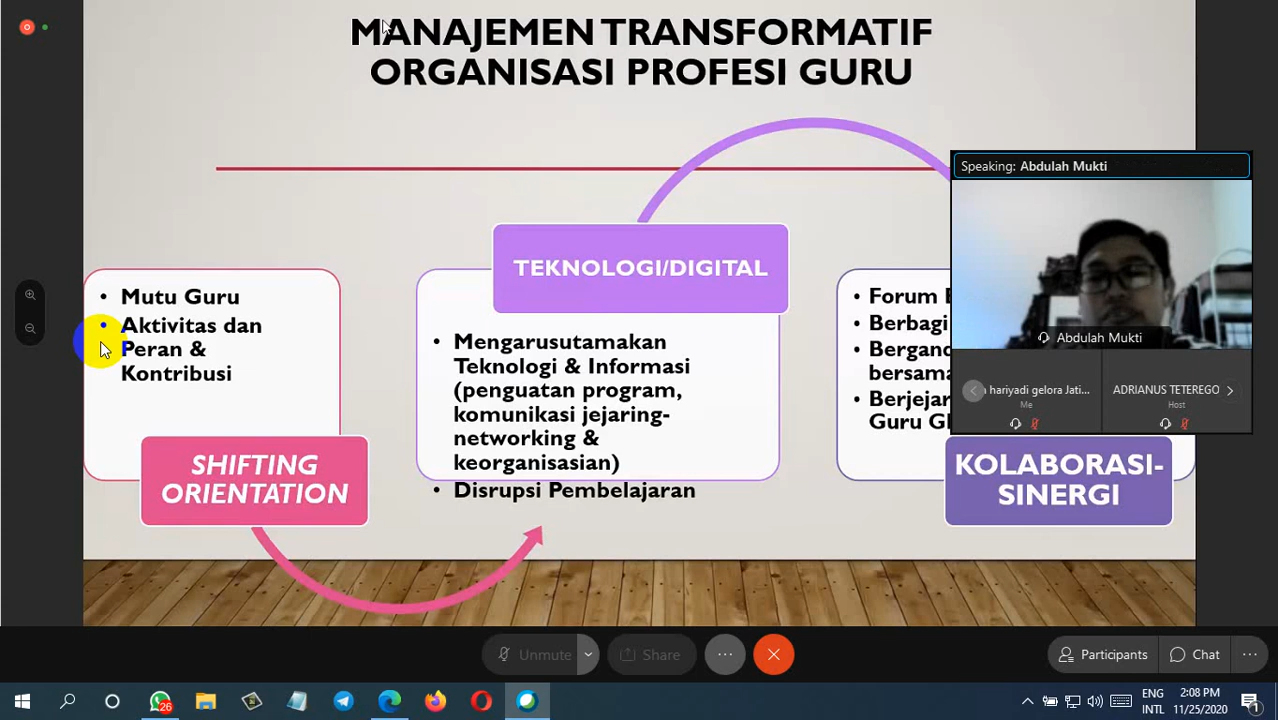 MANAJEMEN TRANSFORMATIF
ORGANISASI PROFESI GURU
Speaking: Abdulah Mukti
Abdulah Mukti
hariyadi gelora Jati...
Me
ADRIANUS TETEREGO
Host
• Mutu Guru
• Aktivitas dan
Peran &
Kontribusi
SHIFTING
ORIENTATION
TEKNOLOGI/DIGITAL
• Mengarusutamakan
Teknologi & Informasi
(penguatan program,
komunikasi jejaring-
networking &
keorganisasian)
• Disrupsi Pembelajaran
• Forum
• Berbagi
•
bersama
•
Guru
KOLABORASI-
SINERGI
Unmute
Share
Participants
Chat
26
ENG
INTL
2:08 PM
11/25/2020
1